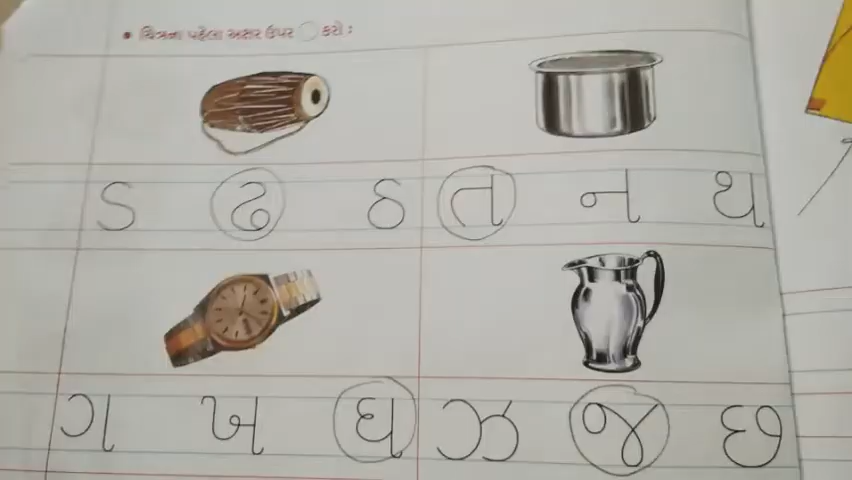 • ચિત્રના પહેલા અક્ષર ઉપર ◯ કરો :
ડ ઢ ઠ ત ન થ
ગ ખ ઘ ઝ જ છ